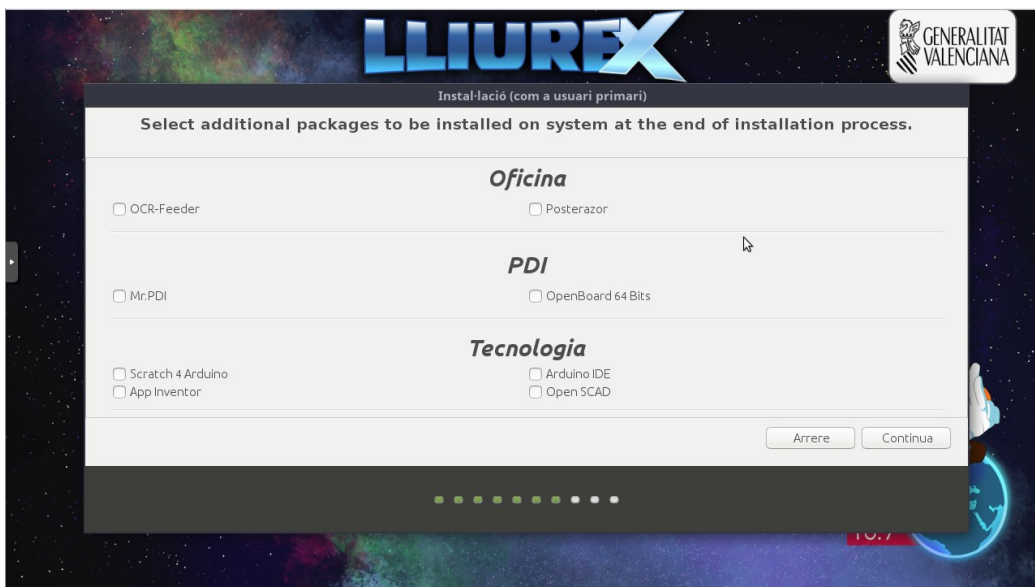 LLIUREX
GENERALITAT
VALENCIANA
Instal·lació (com a usuari primari)
Select additional packages to be installed on system at the end of installation process.
Oficina
OCR-Feeder
Posterazor
PDI
Mr.PDI
OpenBoard 64 Bits
Tecnologia
Scratch 4 Arduino
Arduino IDE
App Inventor
Open SCAD
Arrere
Continua